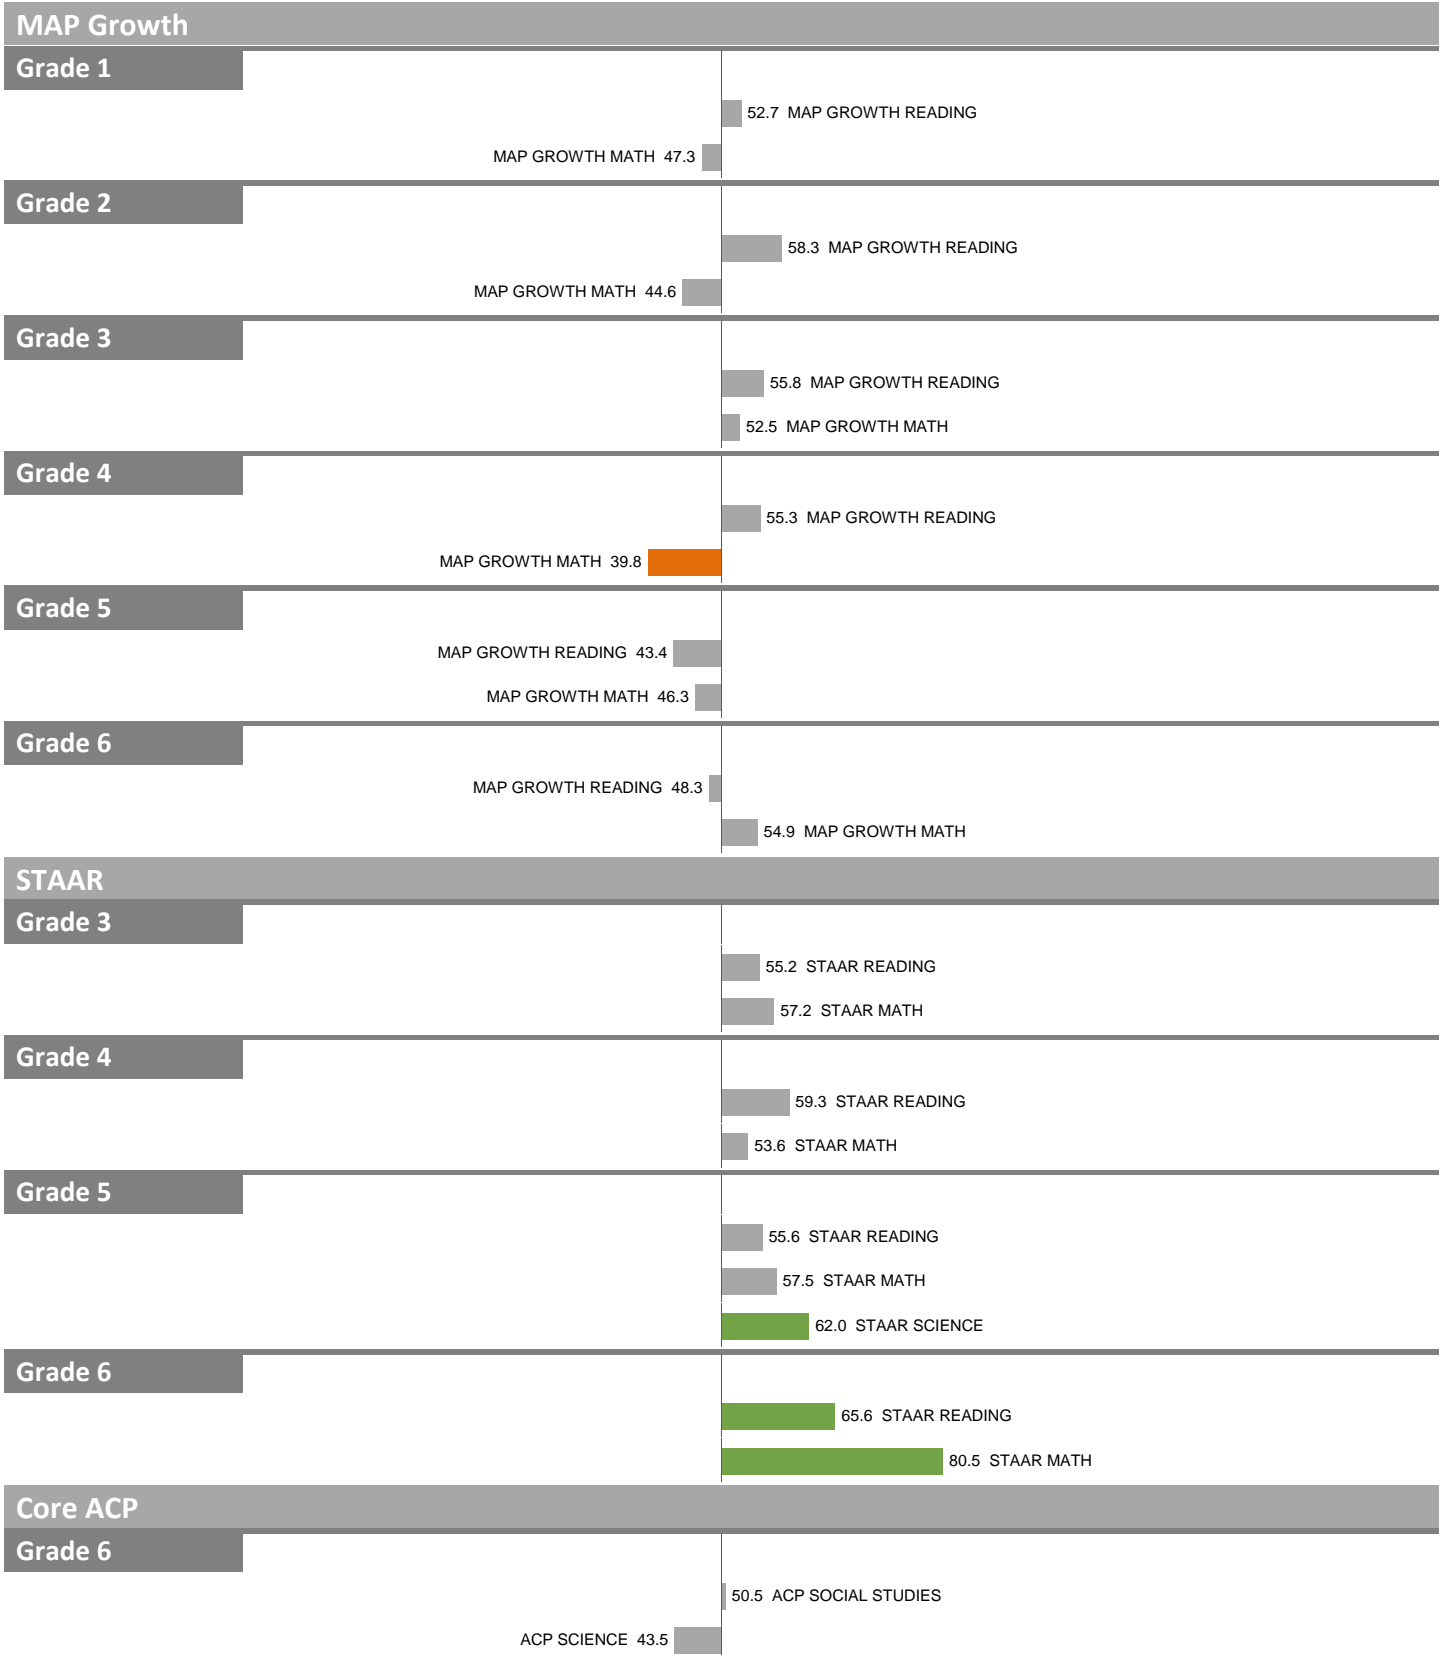 MAP Growth
Grade 1
52.7 MAP GROWTH READING
MAP GROWTH MATH 47.3
Grade 2
58.3 MAP GROWTH READING
MAP GROWTH MATH 44.6
Grade 3
55.8 MAP GROWTH READING
52.5 MAP GROWTH MATH
Grade 4
55.3 MAP GROWTH READING
MAP GROWTH MATH 39.8
Grade 5
MAP GROWTH READING 43.4
MAP GROWTH MATH 46.3
Grade 6
MAP GROWTH READING 48.3
54.9 MAP GROWTH MATH
STAAR
Grade 3
55.2 STAAR READING
57.2 STAAR MATH
Grade 4
59.3 STAAR READING
53.6 STAAR MATH
Grade 5
55.6 STAAR READING
57.5 STAAR MATH
62.0 STAAR SCIENCE
Grade 6
65.6 STAAR READING
80.5 STAAR MATH
Core ACP
Grade 6
50.5 ACP SOCIAL STUDIES
ACP SCIENCE 43.5